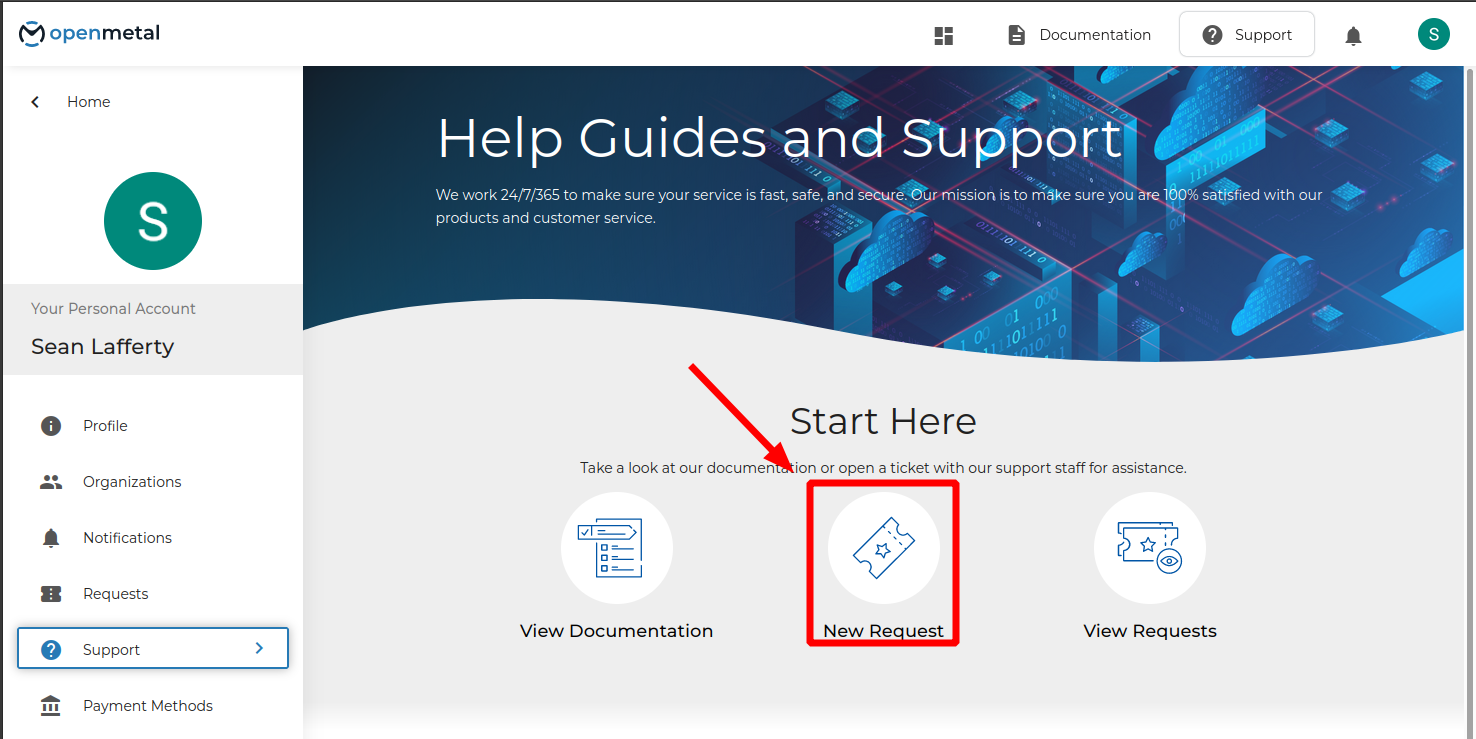 openmetal
Documentation
Support
S
Home
S
Your Personal Account
Sean Lafferty
Profile
Organizations
Notifications
Requests
Support
Payment Methods
Help Guides and Support
We work 24/7/365 to make sure your service is fast, safe, and secure. Our mission is to make sure you are 100% satisfied with our
products and customer service.
Start Here
Take a look at our documentation or open a ticket with our support staff for assistance.
View Documentation
New Request
View Requests